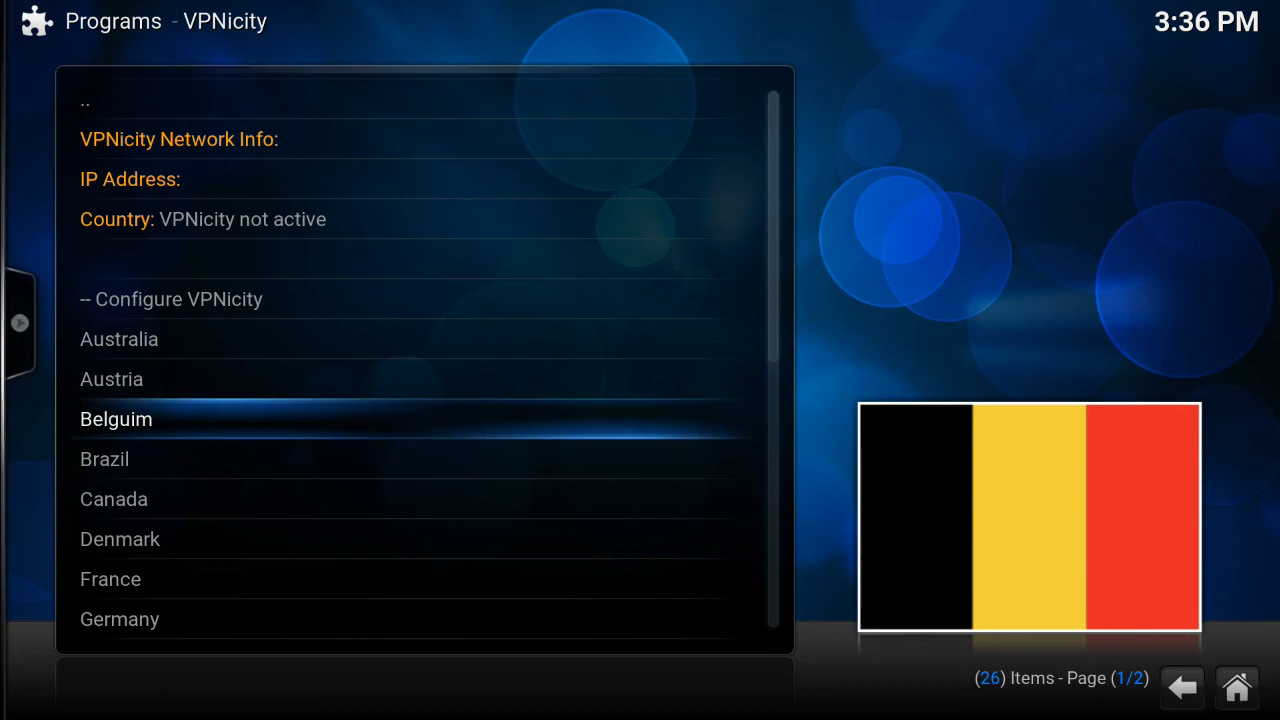 Programs - VPNicity
3:36 PM
..
VPNicity Network Info:
IP Address:
Country: VPNicity not active
-- Configure VPNicity
Australia
Austria
Belguim
Brazil
Canada
Denmark
France
Germany
(26) Items - Page (1/2)